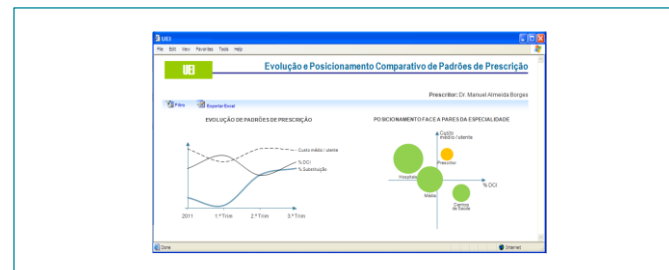 UEI
File Edit View Favorites Tools Help
UEI
Evolução e Posicionamento Comparativo de Padrões de Prescrição
Prescritor: Dr. Manuel Almeida Borges
Filtro Exportar Excel
EVOLUÇÃO DE PADRÕES DE PRESCRIÇÃO
POSICIONAMENTO FACE A PARES DA ESPECIALIDADE
Custo médio / utente
% DCI
% Substituição
2011 1.º Trim 2.º Trim 3.º Trim
Custo
médio / utente
Prescritor
Hospitais
Média
% DCI
Centros
de Saúde
Done
Internet